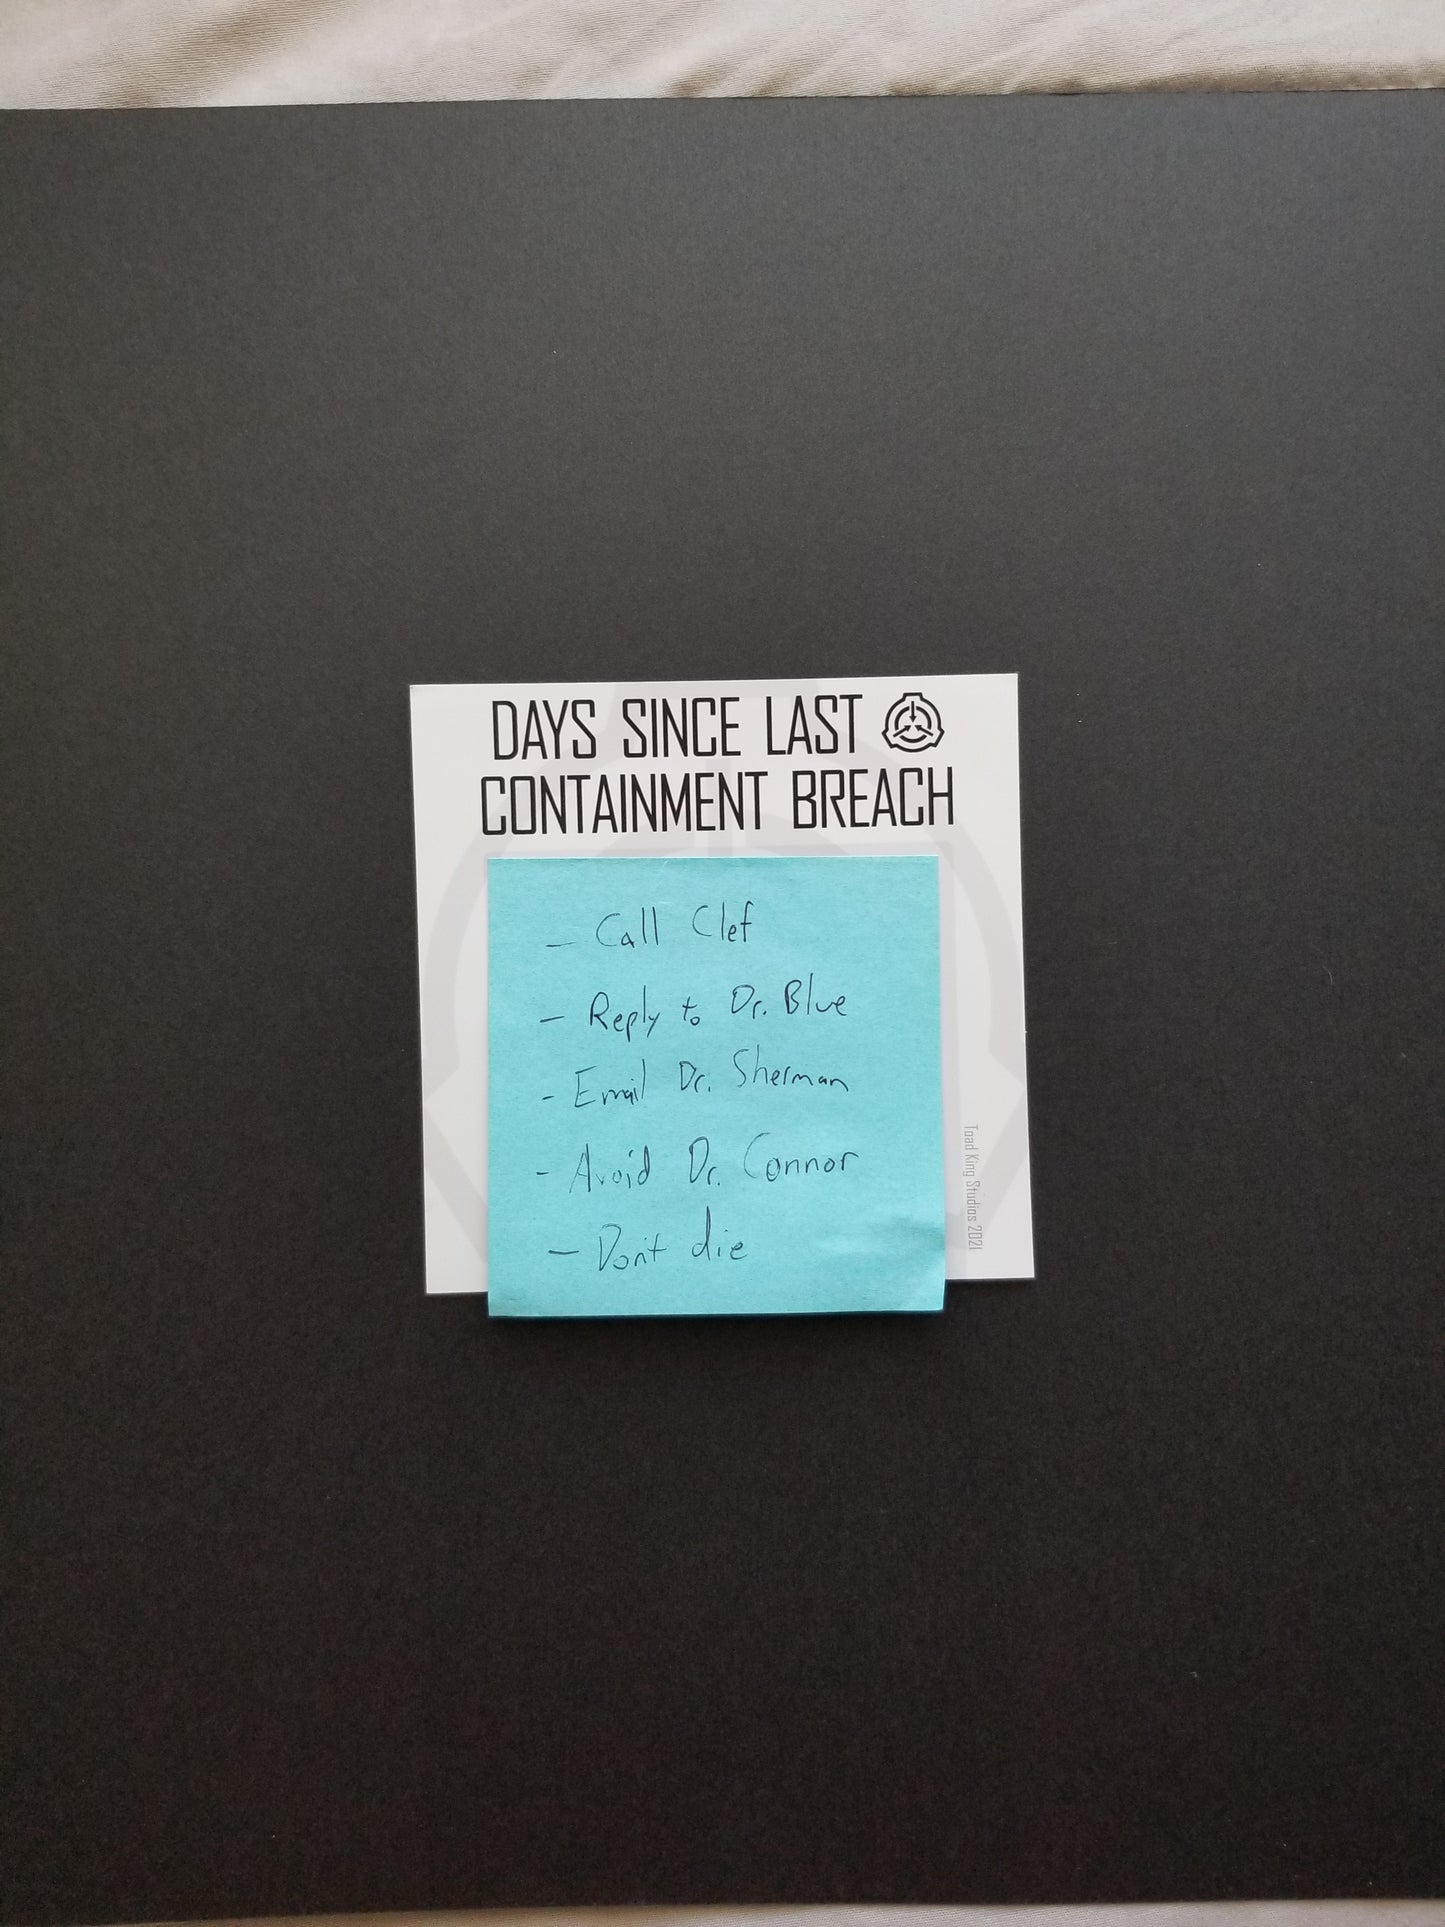 DAYS SINCE LAST
CONTAINMENT BREACH
- Call Clef
- Reply to Dr. Blue
- Email Dr. Sherman
- Avoid Dr. Connor
- Don't die
Toad King Studios 2021